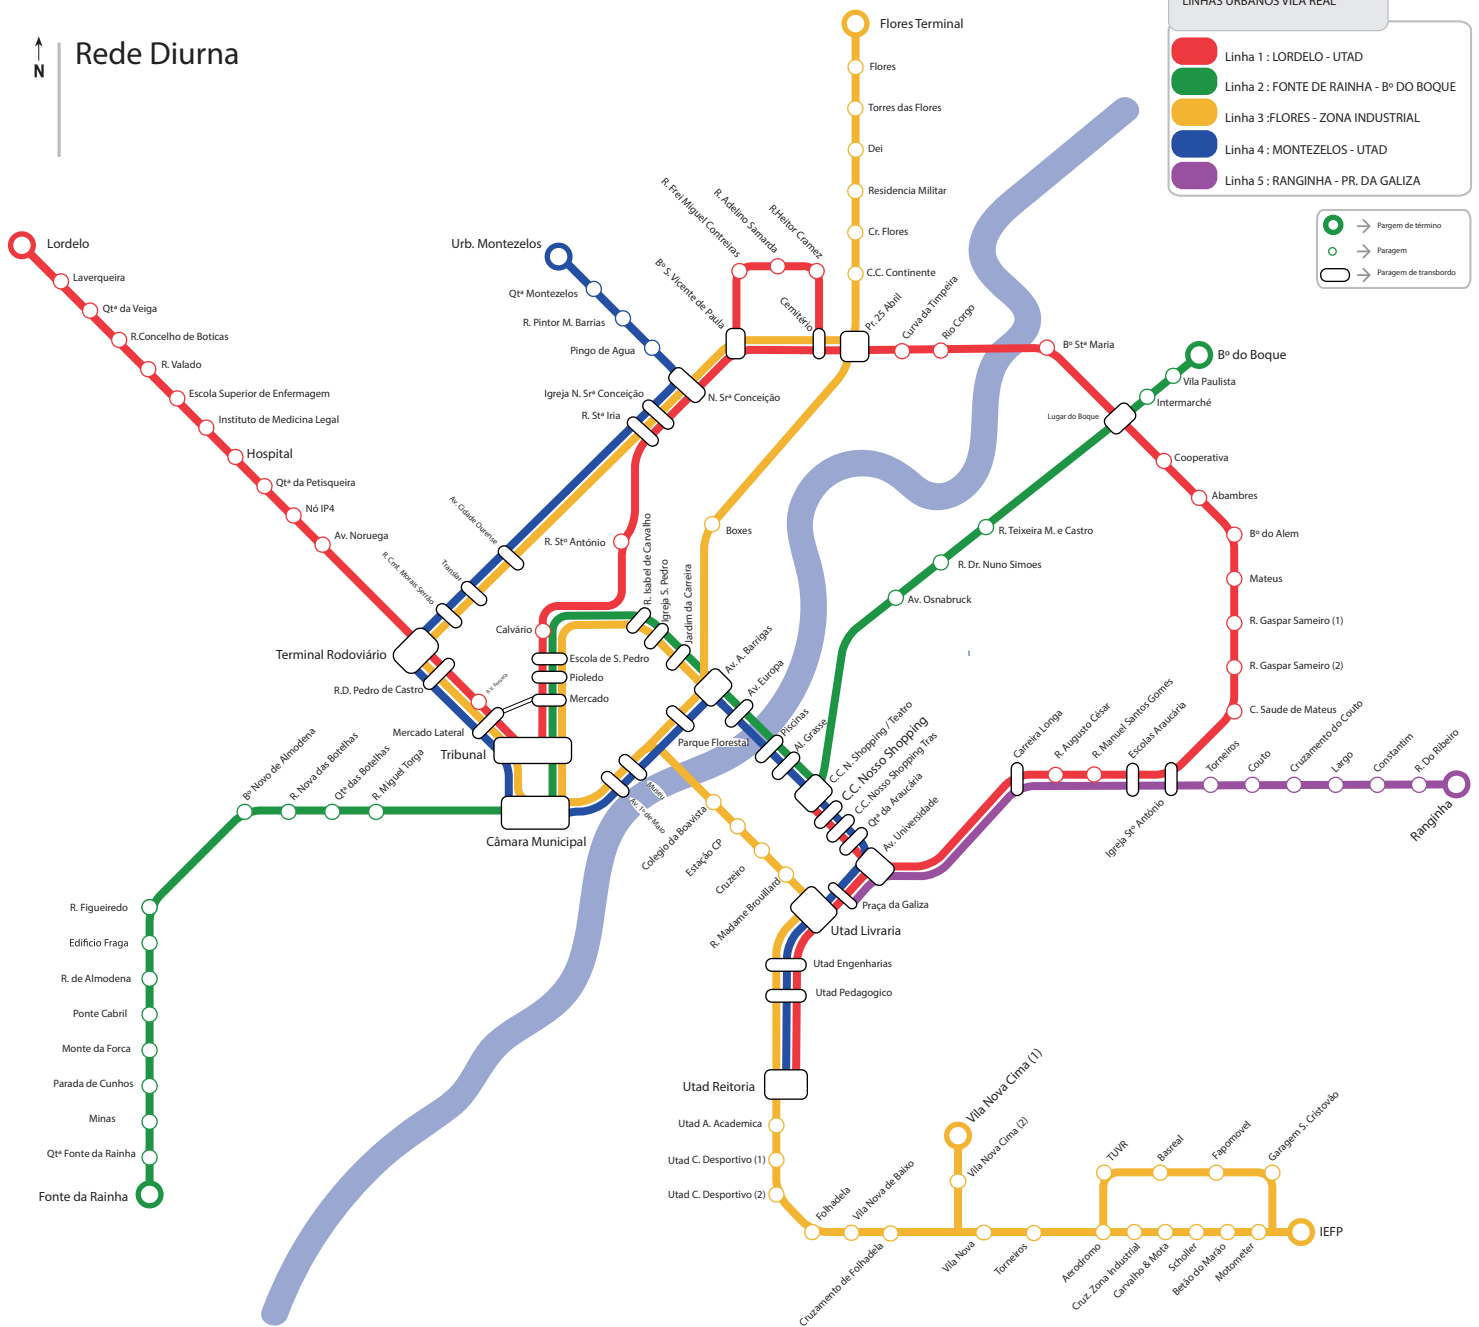 Rede Diurna
N
LINHAS URBANOS VILA REAL
Linha 1 : LORDELO - UTAD
Linha 2 : FONTE DE RAINHA - Bº DO BOQUE
Linha 3 :FLORES - ZONA INDUSTRIAL
Linha 4 : MONTEZELOS - UTAD
Linha 5 : RANGINHA - PR. DA GALIZA
Pargem de término
Paragem
Paragem de transbordo
Flores Terminal
Flores
Torres das Flores
Dei
Residencia Militar
Cr. Flores
C.C. Continente
Pr. 25 Abril
Curva da Timpeira
Rio Corgo
Bº Stª Maria
R. Frei Miguel Contreiras
R. Adelino Samarda
R.Heitor Cramez
Bº S. Vicente de Paula
Cemitério
Lordelo
Laverqueira
Qtª da Veiga
R.Concelho de Boticas
R. Valado
Escola Superior de Enfermagem
Instituto de Medicina Legal
Hospital
Qtª da Petisqueira
Nó IP4
Av. Noruega
Urb. Montezelos
Qtª Montezelos
R. Pintor M. Barrias
Pingo de Agua
Igreja N. Srª Conceição
R. Stª Iria
N. Srª Conceição
Av. Cidade Ourense
Translar
R. Cmt. Morais Serrão
Terminal Rodoviário
R.D. Pedro de Castro
Mercado Lateral
Tribunal
Câmara Municipal
R. Stº António
Calvário
Escola de S. Pedro
Pioledo
Mercado
R. Isabel de Carvalho
Igreja S. Pedro
Jardim da Carreira
Boxes
Av. A. Barrigas
Av. Europa
Parque Florestal
Museu
Av. 1º de Maio
Piscinas
Al. Grasse
C.C. N. Shopping / Teatro
C.C. Nosso Shopping
C.C. Nosso Shopping Tras
Qtª da Araucária
Av. Universidade
Praça da Galiza
Utad Livraria
Bº do Boque
Vila Paulista
Intermarché
Lugar do Boque
R. Teixeira M. e Castro
R. Dr. Nuno Simoes
Av. Osnabruck
Cooperativa
Abambres
Bº do Alem
Mateus
R. Gaspar Sameiro (1)
R. Gaspar Sameiro (2)
C. Saude de Mateus
Carreira Longa
R. Augusto César
R. Manuel Santos Gomes
Escolas Araucária
Igreja Stº António
Torneiros
Couto
Cruzamento do Couto
Largo
Constantim
R. Do Ribeiro
Ranginha
Bº Novo de Almodena
R. Nova das Botelhas
Qtª das Botelhas
R. Miguel Torga
R. Figueiredo
Edificio Fraga
R. de Almodena
Ponte Cabril
Monte da Forca
Parada de Cunhos
Minas
Qtª Fonte da Rainha
Fonte da Rainha
Colegio da Boavista
Estação CP
Cruzeiro
R. Madame Brouillard
Utad Engenharias
Utad Pedagogico
Utad Reitoria
Utad A. Academica
Utad C. Desportivo (1)
Utad C. Desportivo (2)
Folhadela
Vila Nova de Baixo
Cruzamento de Folhadela
Vila Nova Cima (1)
Vila Nova Cima (2)
Vila Nova
Torneiros
Aerodromo
Cruz. Zona Industrial
Carvalho & Mota
Scholler
Betão do Marão
Motometer
TUVR
Basreal
Fapomovel
Garagem S. Cristovão
IEFP